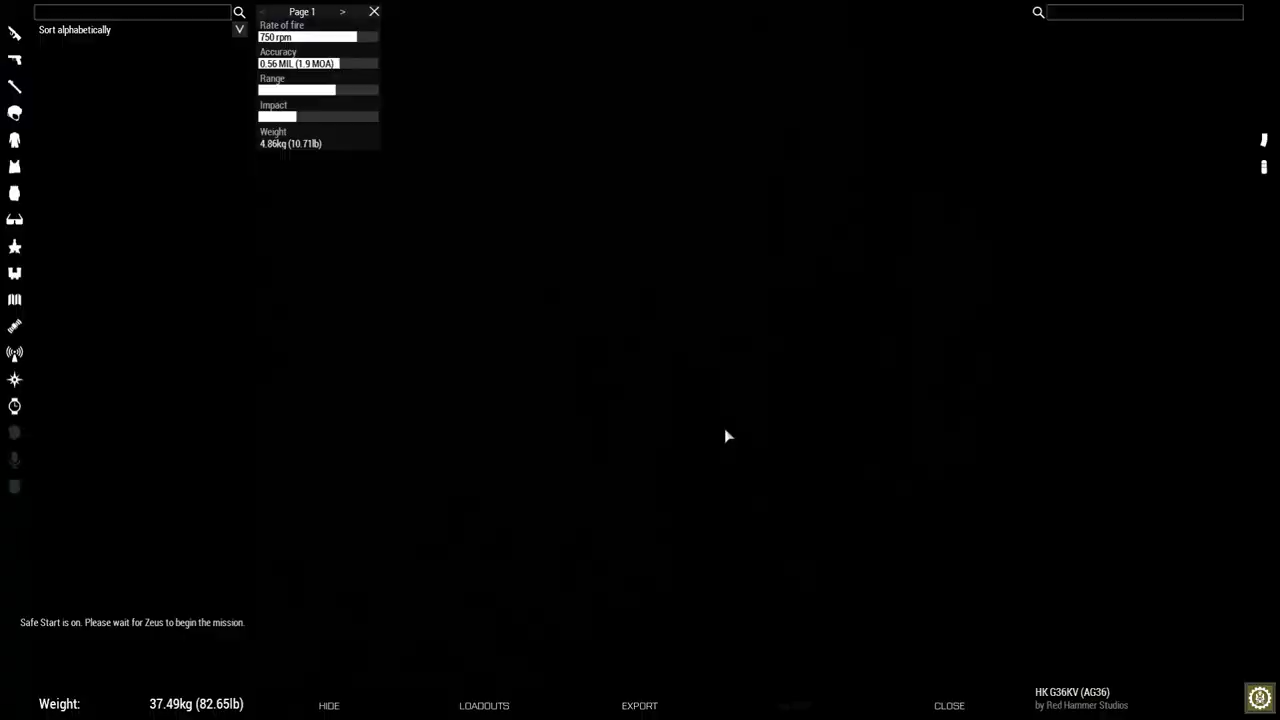 Sort alphabetically
Page 1
Rate of fire
750 rpm
Accuracy
0.56 MIL (1.9 MOA)
Range
Impact
Weight
4.86kg (10.71lb)
Safe Start is on. Please wait for Zeus to begin the mission.
Weight: 37.49kg (82.65lb)
HIDE
LOADOUTS
EXPORT
CLOSE
HK G36KV (AG36)
by Red Hammer Studios